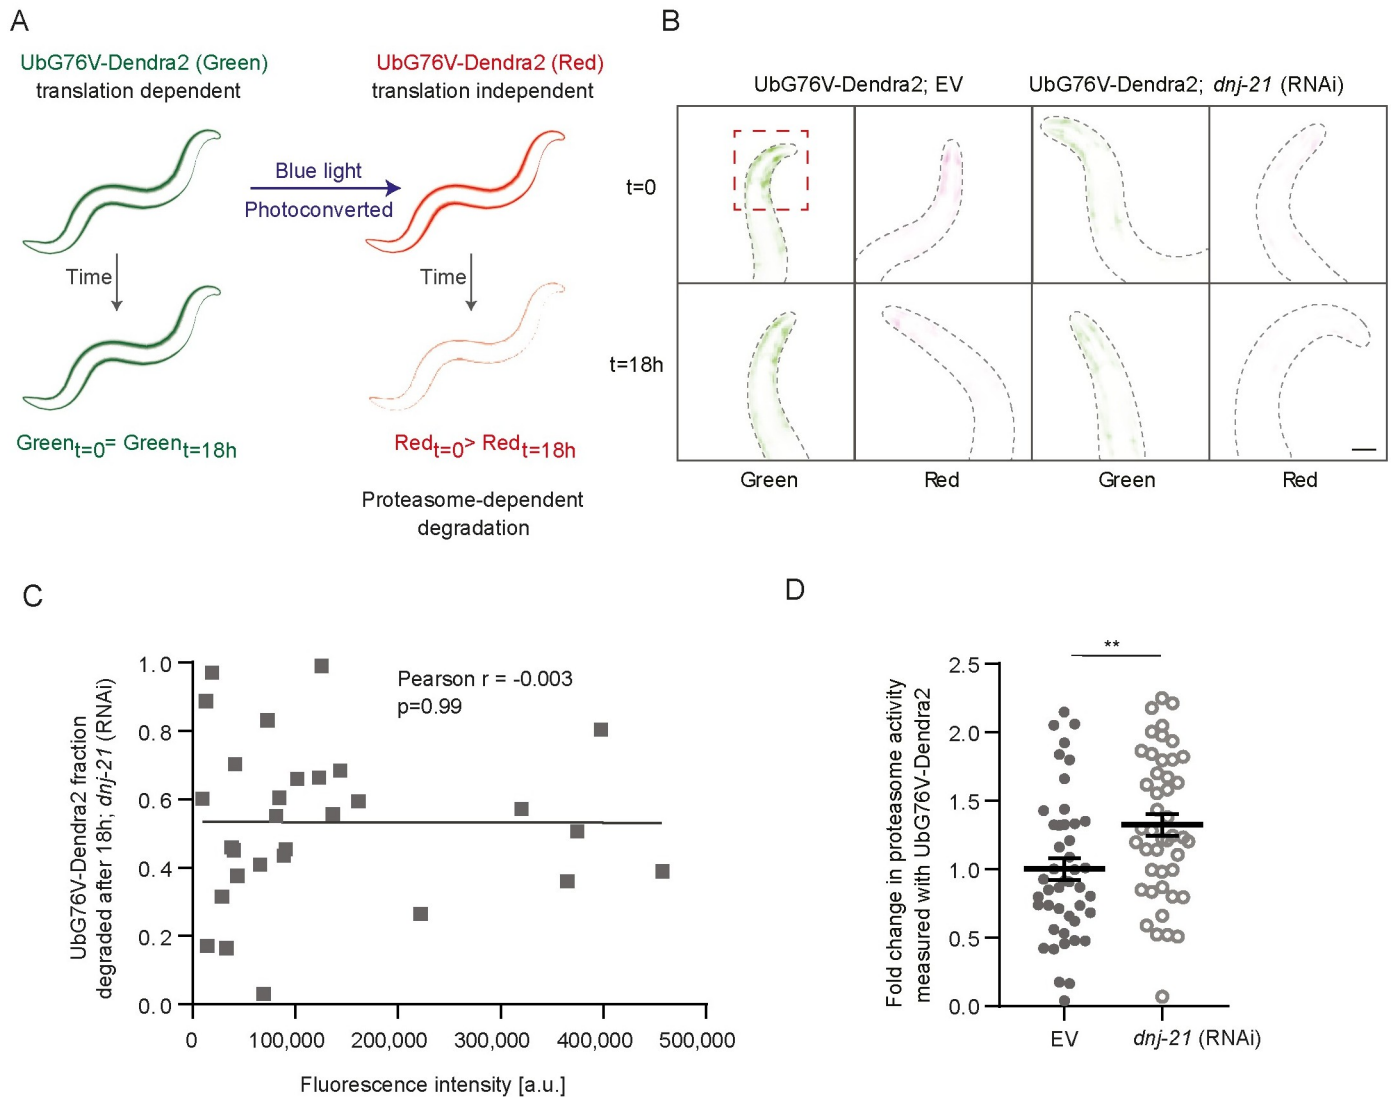 A
UbG76V-Dendra2 (Green)
translation dependent
UbG76V-Dendra2 (Red)
translation independent
Blue light
Photoconverted
Time
Time
Greent=0= Greent=18h
Redt=0> Redt=18h
Proteasome-dependent
degradation
B
UbG76V-Dendra2; EV
UbG76V-Dendra2; dnj-21 (RNAi)
t=0
t=18h
Green
Red
Green
Red
C
UbG76V-Dendra2 fraction
degraded after 18h; dnj-21 (RNAi)
1.0
0.8
0.6
0.4
0.2
0.0
Pearson r = -0.003
p=0.99
0
100,000
200,000
300,000
400,000
500,000
Fluorescence intensity [a.u.]
D
Fold change in proteasome activity
measured with UbG76V-Dendra2
2.5
2.0
1.5
1.0
0.5
0.0
**
EV
dnj-21 (RNAi)